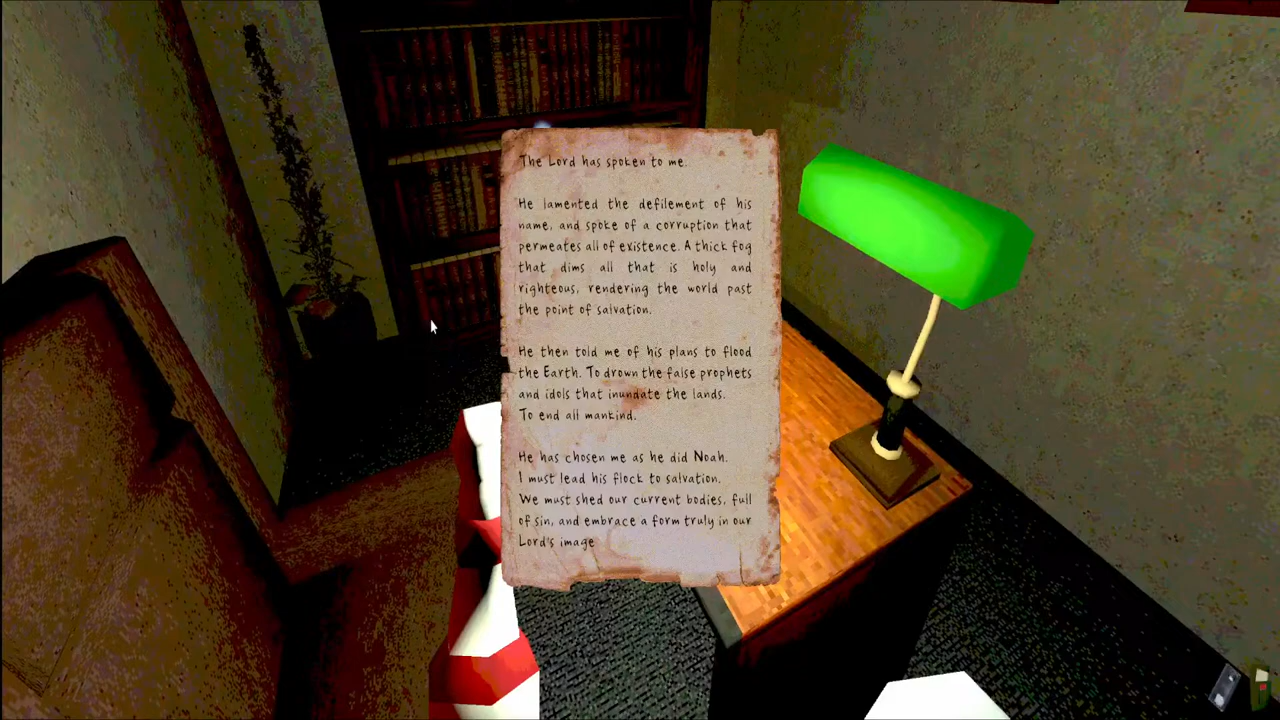 The Lord has spoken to me.
He lamented the defilement of his
name, and spoke of a corruption that
permeates all of existence. A thick fog
that dims all that is holy and
righteous, rendering the world past
the point of salvation.
He then told me of his plans to flood
the Earth. To drown the false prophets
and idols that inundate the lands.
To end all mankind.
He has chosen me as he did Noah.
I must lead his flock to salvation.
We must shed our current bodies, full
of sin, and embrace a form truly in our
Lord's image